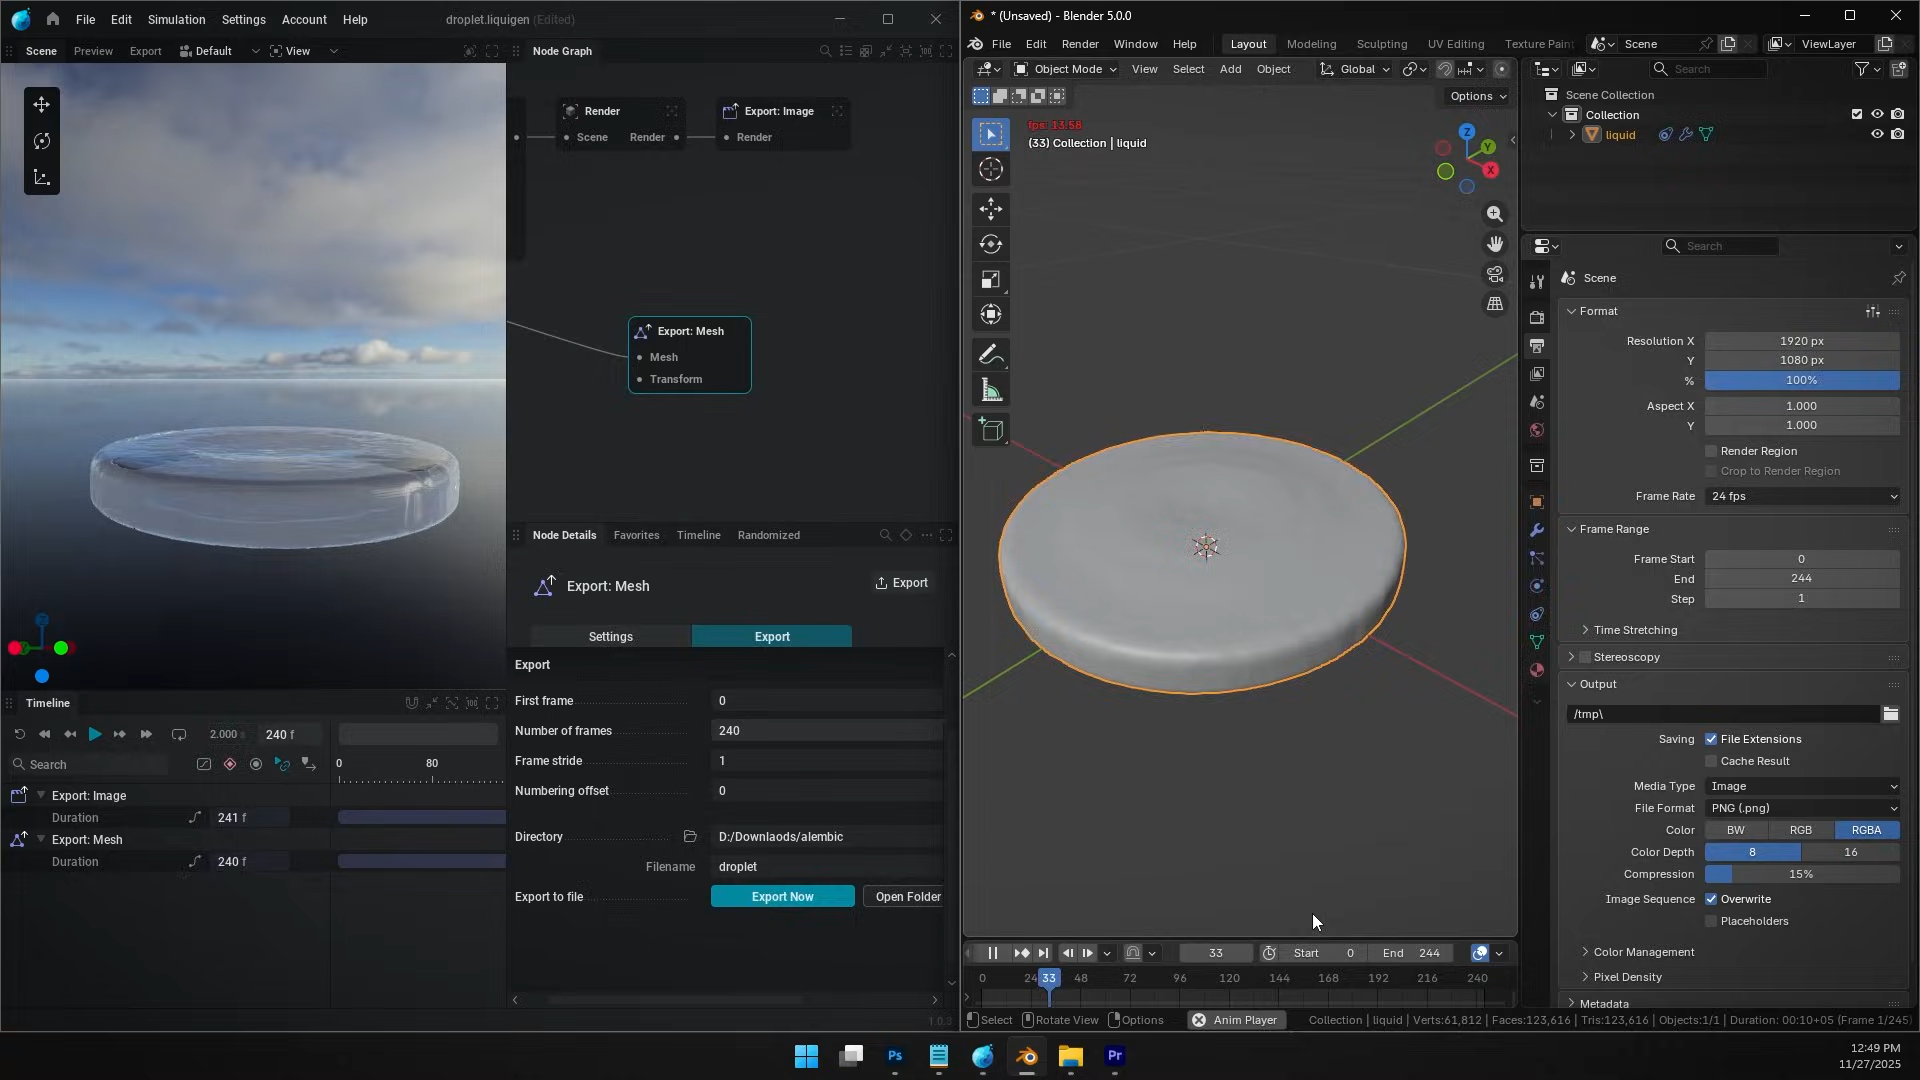 File Edit Simulation Settings Account Help droplet.liquigen (Edited)
Scene Preview Export Default View
Node Graph
Render
Scene Render
Export: Image
Render
Export: Mesh
Mesh
Transform
Node Details Favorites Timeline Randomized
Export: Mesh Export
Settings Export
Export
First frame 0
Number of frames 240
Frame stride 1
Numbering offset 0
Directory D:/Downlaods/alembic
Filename droplet
Export to file Export Now Open Folder
Timeline
2.000 s 240 f
Search 0 80
Export: Image
Duration 241 f
Export: Mesh
Duration 240 f
1.0.3
* (Unsaved) - Blender 5.0.0
File Edit Render Window Help Layout Modeling Sculpting UV Editing Texture Pain Scene ViewLayer
Object Mode View Select Add Object Global
Options
fps: 13.58
(33) Collection | liquid
Z
Y
X
Search
Scene Collection
Collection
liquid
Search
Scene
Format
Resolution X 1920 px
Y 1080 px
% 100%
Aspect X 1.000
Y 1.000
Render Region
Crop to Render Region
Frame Rate 24 fps
Frame Range
Frame Start 0
End 244
Step 1
Time Stretching
Stereoscopy
Output
/tmp\
Saving File Extensions
Cache Result
Media Type Image
File Format PNG (.png)
Color BW RGB RGBA
Color Depth 8 16
Compression 15%
Image Sequence Overwrite
Placeholders
Color Management
Pixel Density
Metadata
33 Start 0 End 244
0 24 33 48 72 96 120 144 168 192 216 240
Select Rotate View Options Anim Player Collection | liquid | Verts:61,812 | Faces:123,616 | Tris:123,616 | Objects:1/1 | Duration: 00:10+05 (Frame 1/245)
Ps Pr
12:49 PM
11/27/2025